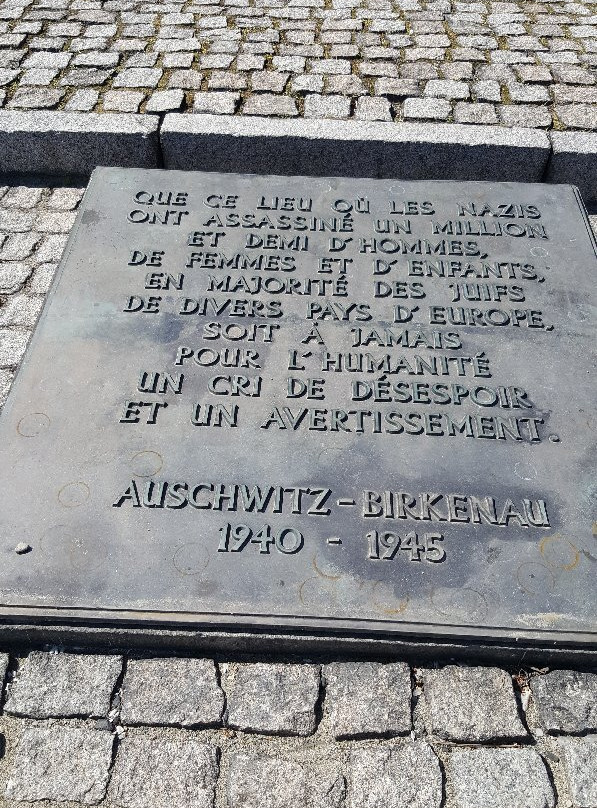 QUE CE LIEU OÙ LES NAZIS
ONT ASSASSINÉ UN MILLION
ET DEMI D'HOMMES,
DE FEMMES ET D'ENFANTS,
EN MAJORITÉ DES JUIFS
DE DIVERS PAYS D'EUROPE,
SOIT À JAMAIS
POUR L'HUMANITÉ
UN CRI DE DÉSESPOIR
ET UN AVERTISSEMENT.
AUSCHWITZ-BIRKENAU
1940 - 1945